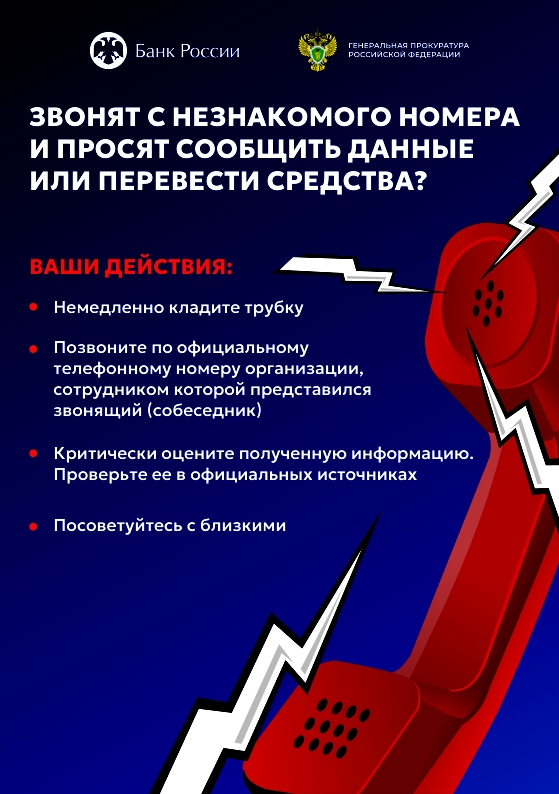 Банк России
ГЕНЕРАЛЬНАЯ ПРОКУРАТУРА
РОССИЙСКОЙ ФЕДЕРАЦИИ
ЗВОНЯТ С НЕЗНАКОМОГО НОМЕРА
И ПРОСЯТ СООБЩИТЬ ДАННЫЕ
ИЛИ ПЕРЕВЕСТИ СРЕДСТВА?
ВАШИ ДЕЙСТВИЯ:
• Немедленно кладите трубку
• Позвоните по официальному
телефонному номеру организации,
сотрудником которой представился
звонящий (собеседник)
• Критически оцените полученную информацию.
Проверьте ее в официальных источниках
• Посоветуйтесь с близкими